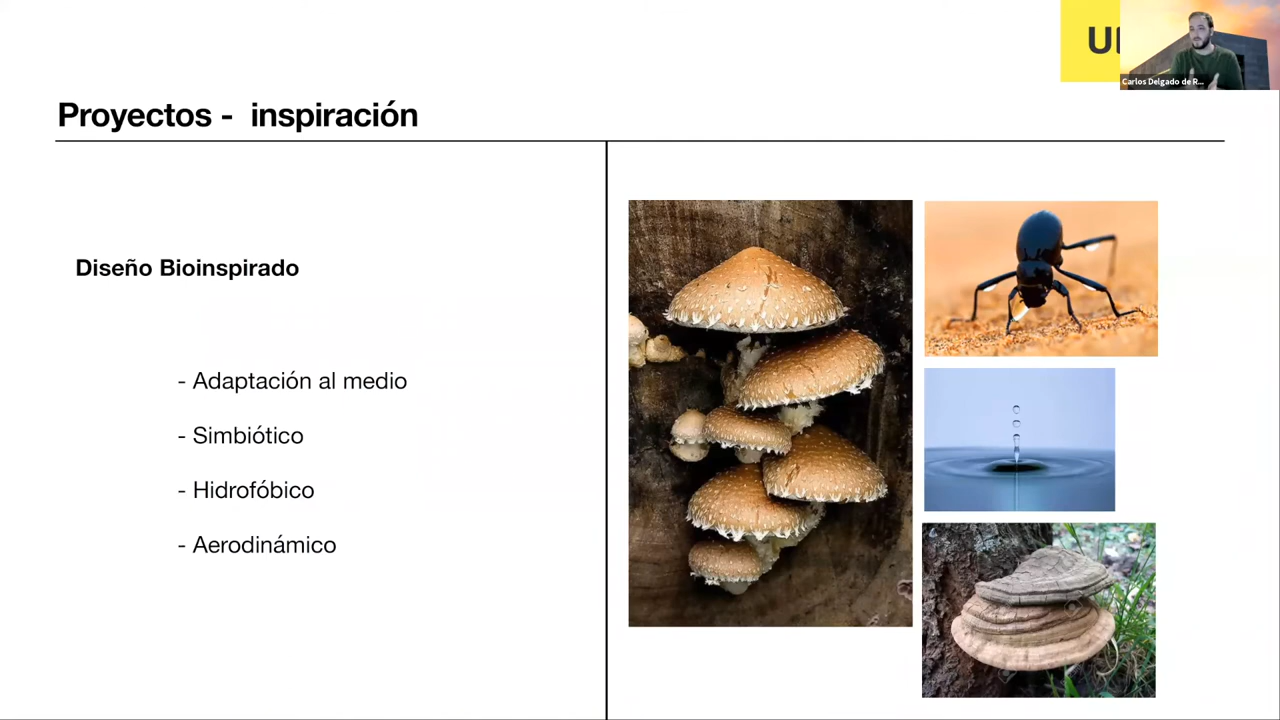 Carlos Delgado de R...
Proyectos - inspiración
Diseño Bioinspirado
- Adaptación al medio
- Simbiótico
- Hidrofóbico
- Aerodinámico